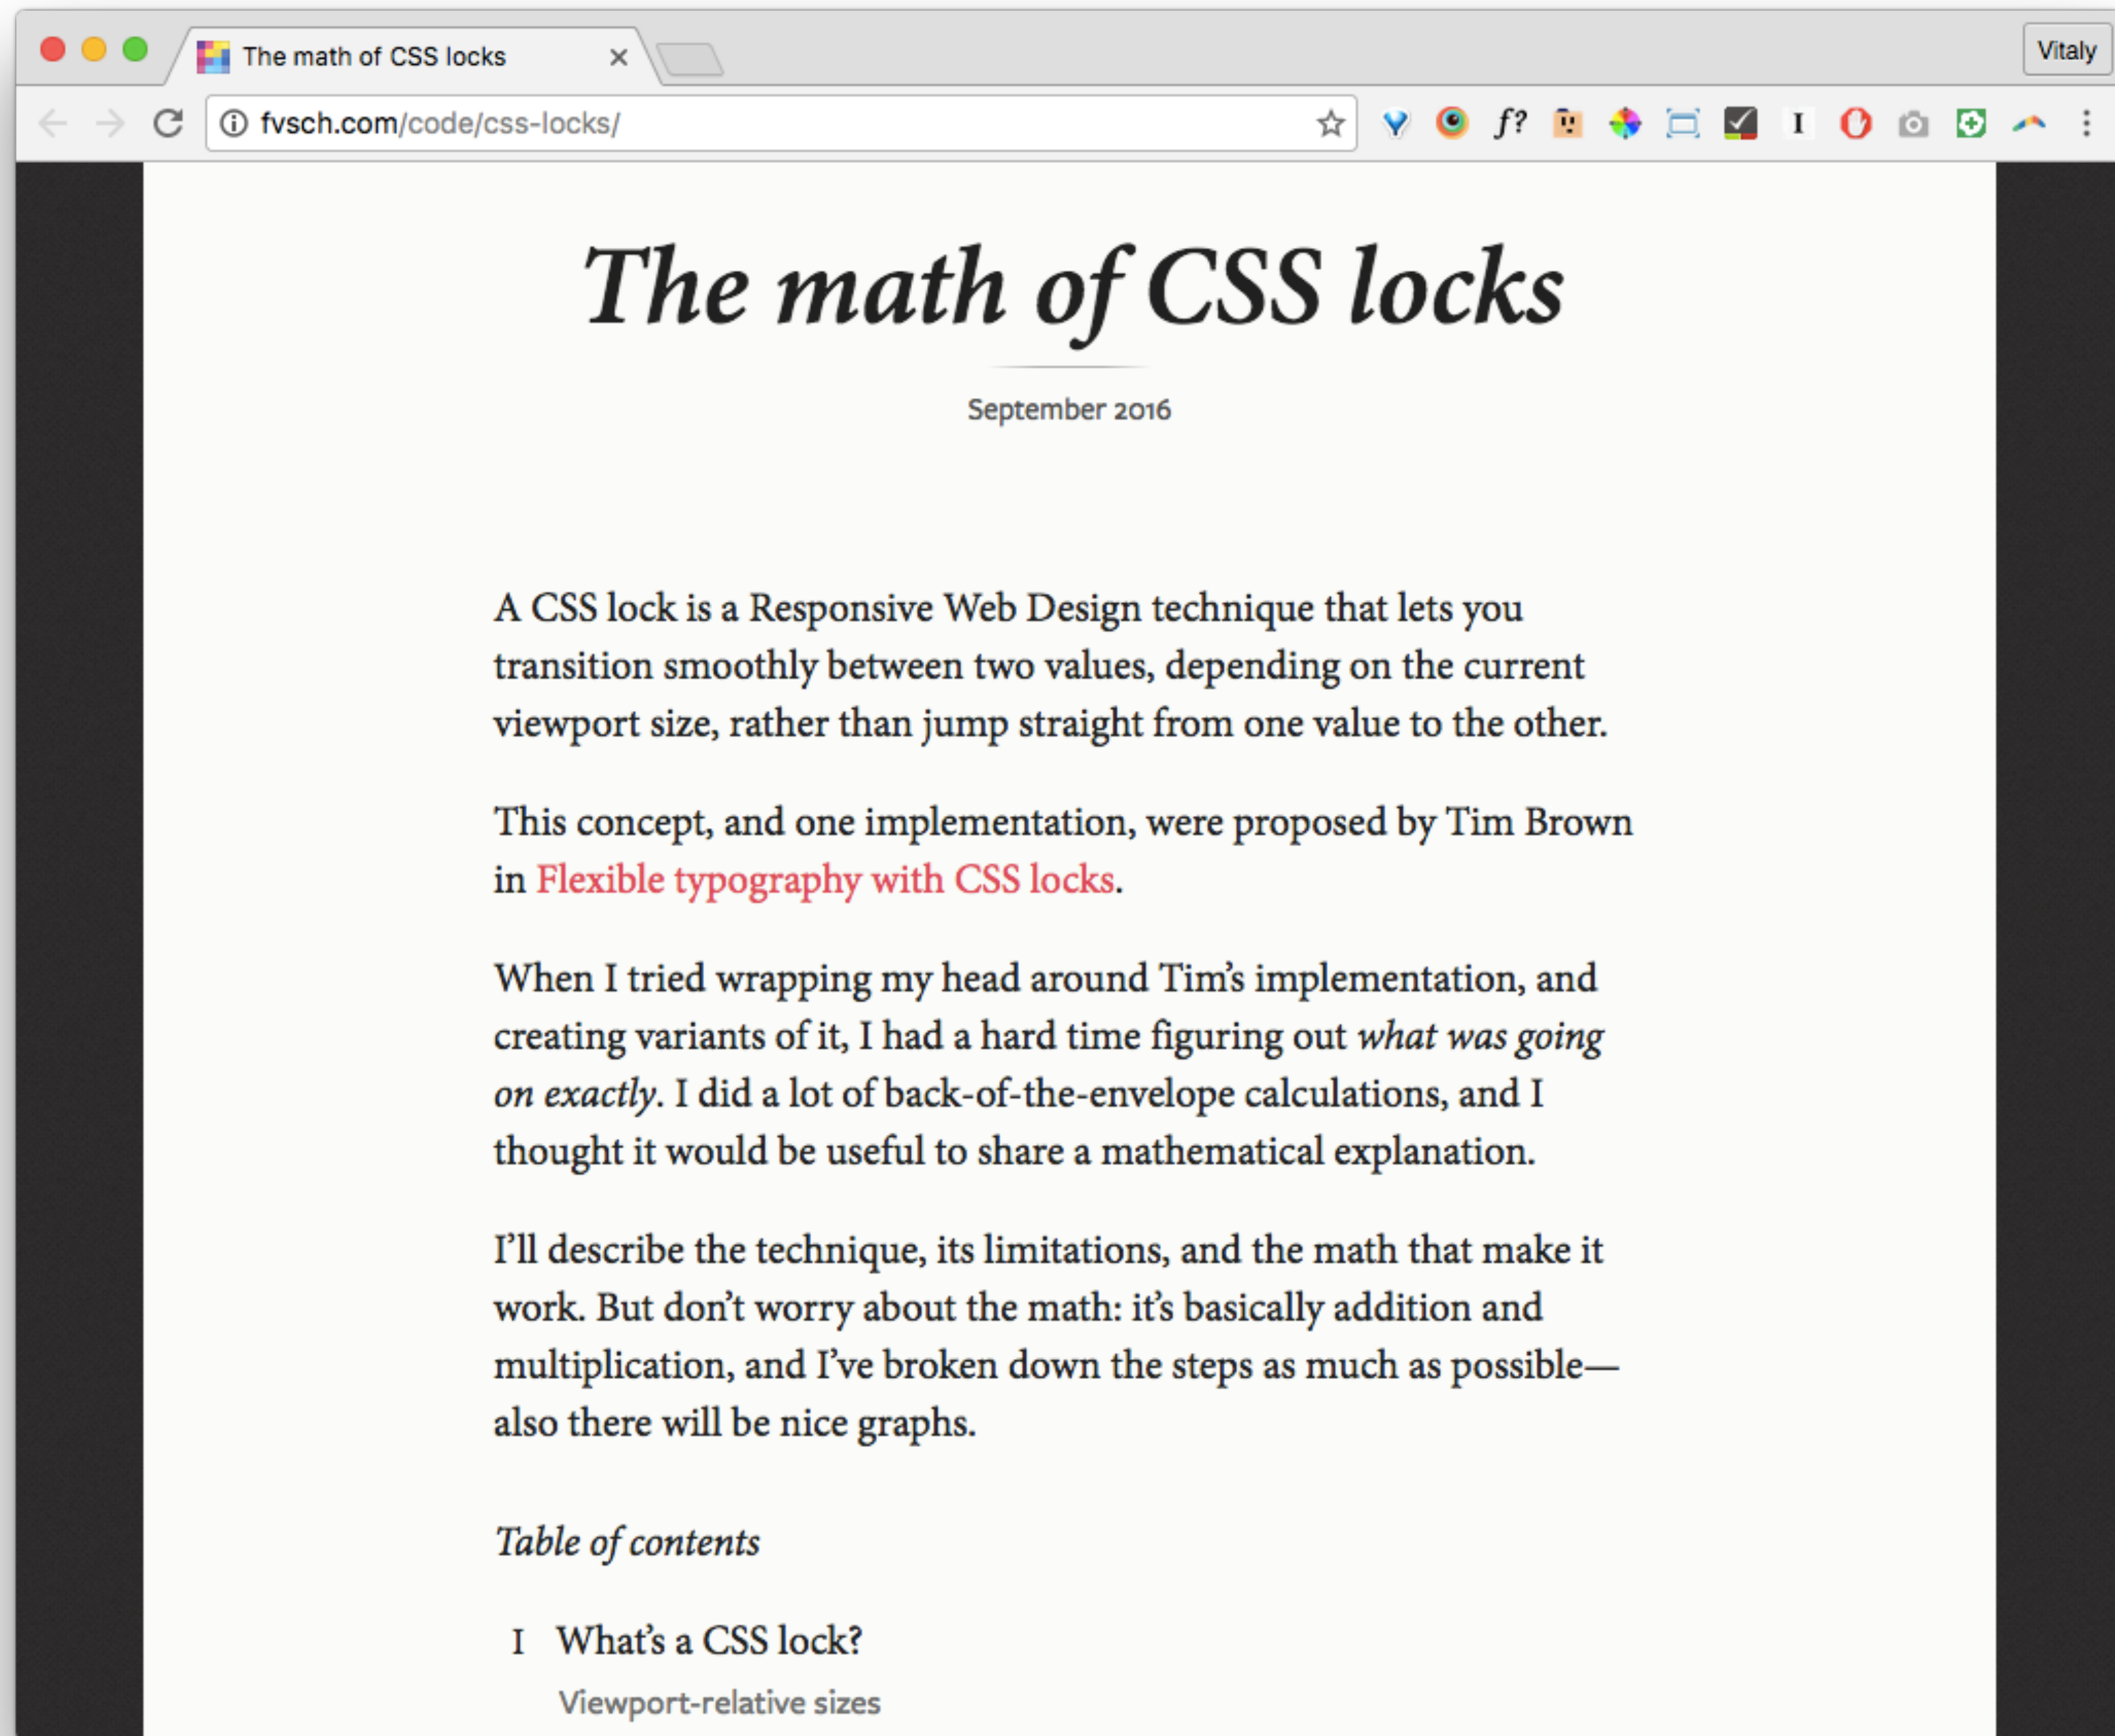 The math of CSS locks
Vitaly
fvsch.com/code/css-locks/
f?
I
The math of CSS locks
September 2016
A CSS lock is a Responsive Web Design technique that lets you
transition smoothly between two values, depending on the current
viewport size, rather than jump straight from one value to the other.
This concept, and one implementation, were proposed by Tim Brown
in Flexible typography with CSS locks.
When I tried wrapping my head around Tim’s implementation, and
creating variants of it, I had a hard time figuring out what was going
on exactly. I did a lot of back-of-the-envelope calculations, and I
thought it would be useful to share a mathematical explanation.
I’ll describe the technique, its limitations, and the math that make it
work. But don’t worry about the math: it’s basically addition and
multiplication, and I’ve broken down the steps as much as possible—
also there will be nice graphs.
Table of contents
1 What’s a CSS lock?
Viewport-relative sizes